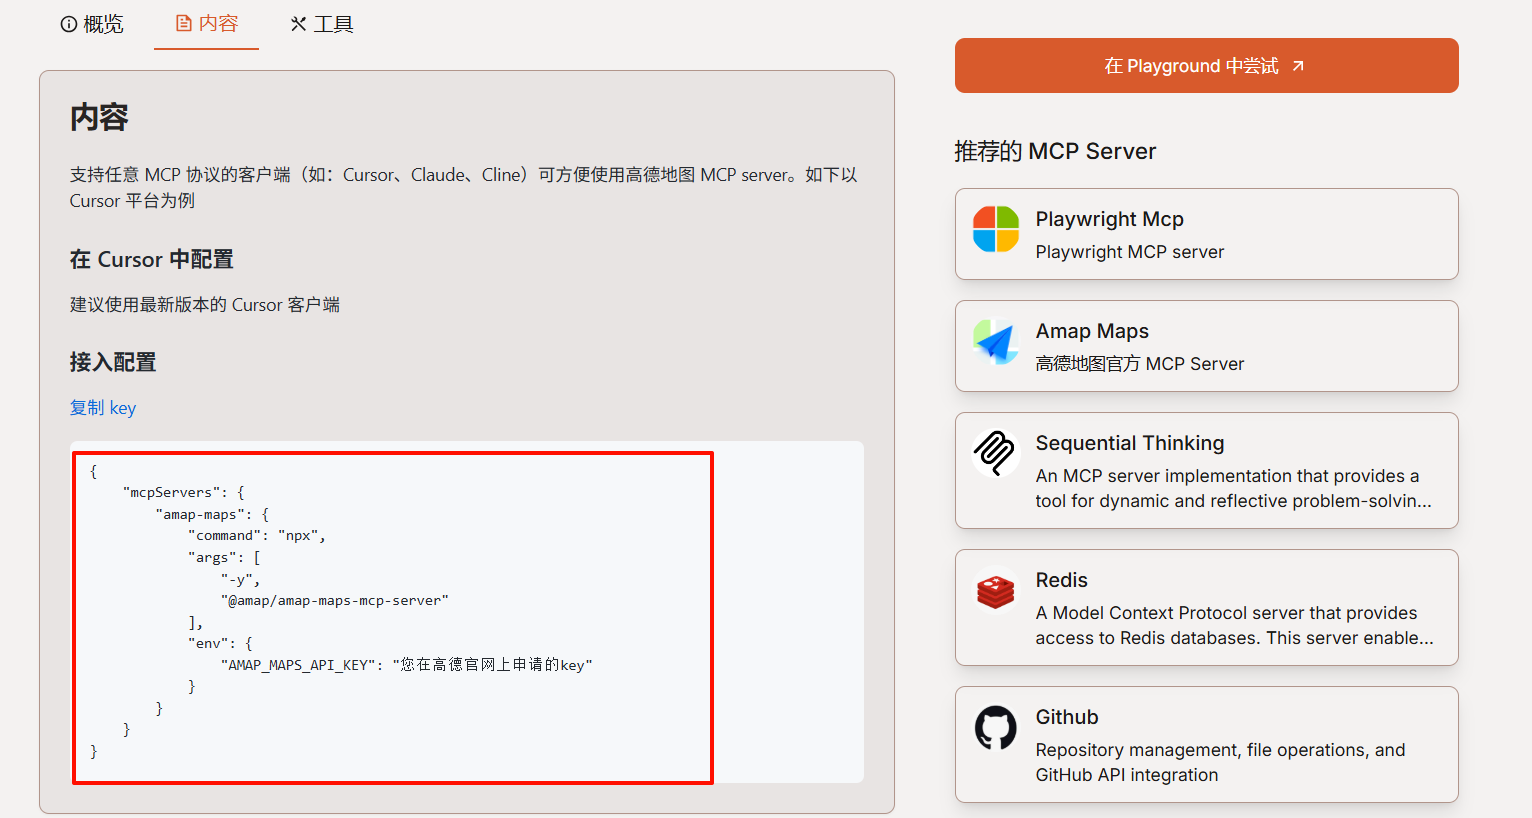 概览
内容
工具
内容
支持任意 MCP 协议的客户端（如：Cursor、Claude、Cline）可方便使用高德地图 MCP server。如下以
Cursor 平台为例
在 Cursor 中配置
建议使用最新版本的 Cursor 客户端
接入配置
复制 key
{
    "mcpServers": {
        "amap-maps": {
            "command": "npx",
            "args": [
                "-y",
                "@amap/amap-maps-mcp-server"
            ],
            "env": {
                "AMAP_MAPS_API_KEY": "您在高德官网上申请的key"
            }
        }
    }
}
在 Playground 中尝试
推荐的 MCP Server
Playwright Mcp
Playwright MCP server
Amap Maps
高德地图官方 MCP Server
Sequential Thinking
An MCP server implementation that provides a
tool for dynamic and reflective problem-solvin...
Redis
A Model Context Protocol server that provides
access to Redis databases. This server enable...
Github
Repository management, file operations, and
GitHub API integration